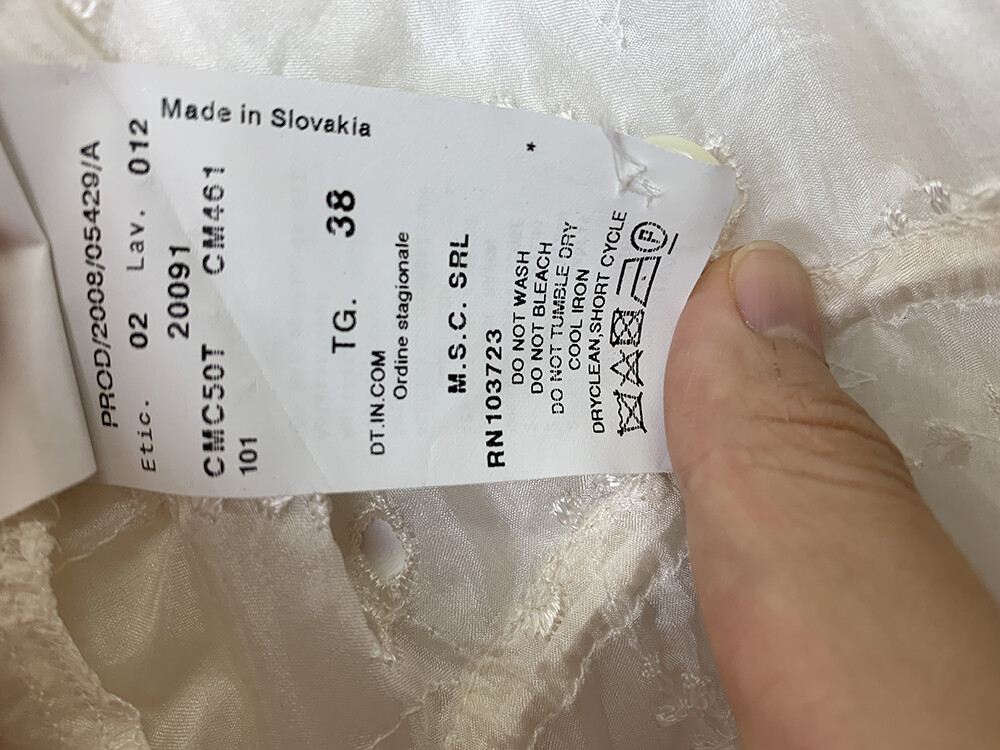 Made in Slovakia
PROD/2008/05429/A
Etic. 02 Lav. 012
20091
CMC50T CM461
101
TG. 38
DT.IN.COM
Ordine stagionale
M.S.C. SRL
RN103723
*
DO NOT WASH
DO NOT BLEACH
DO NOT TUMBLE DRY
COOL IRON
DRYCLEAN,SHORT CYCLE
P